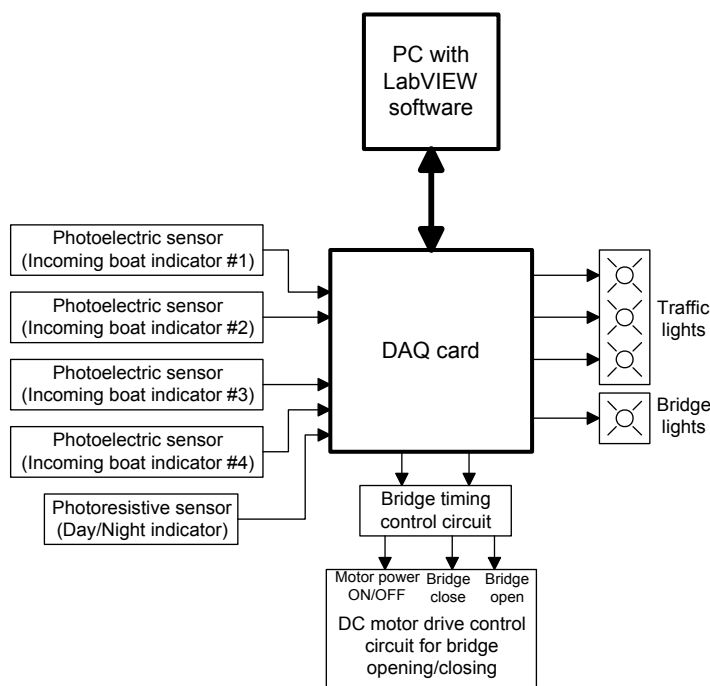 PC with
LabVIEW
software
Photoelectric sensor
(Incoming boat indicator #1)
Photoelectric sensor
(Incoming boat indicator #2)
Photoelectric sensor
(Incoming boat indicator #3)
Photoelectric sensor
(Incoming boat indicator #4)
Photoresistive sensor
(Day/Night indicator)
DAQ card
Traffic
lights
Bridge
lights
Bridge timing
control circuit
Motor power
ON/OFF
Bridge
close
Bridge
open
DC motor drive control
circuit for bridge
opening/closing